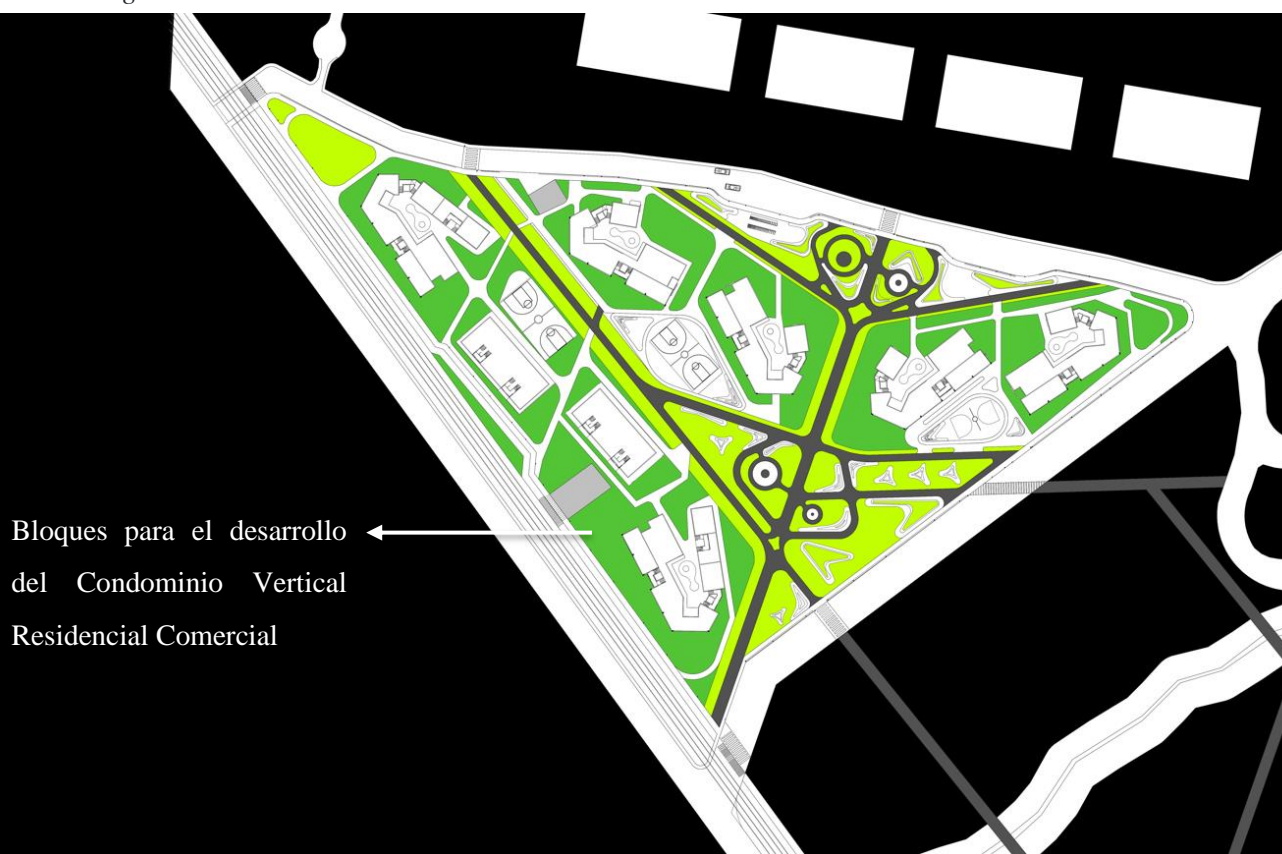 Bloques para el desarrollo
del Condominio Vertical
Residencial Comercial